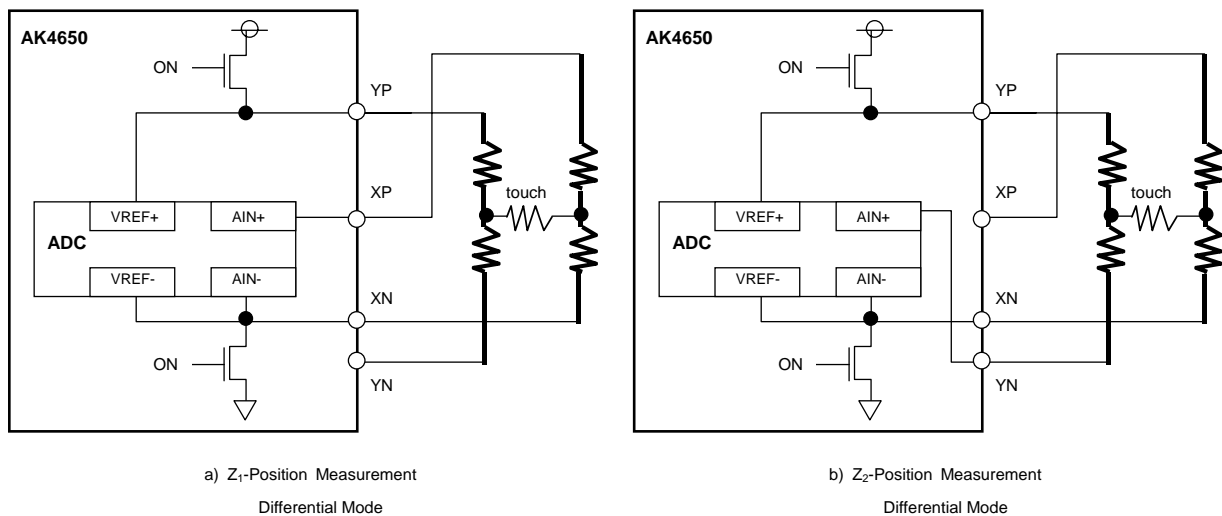 AK4650
ON
YP
XP
touch
VREF+
AIN+
ADC
VREF-
AIN-
XN
ON
YN
a) Z₁-Position Measurement
Differential Mode
AK4650
ON
YP
XP
touch
VREF+
AIN+
ADC
VREF-
AIN-
XN
ON
YN
b) Z₂-Position Measurement
Differential Mode